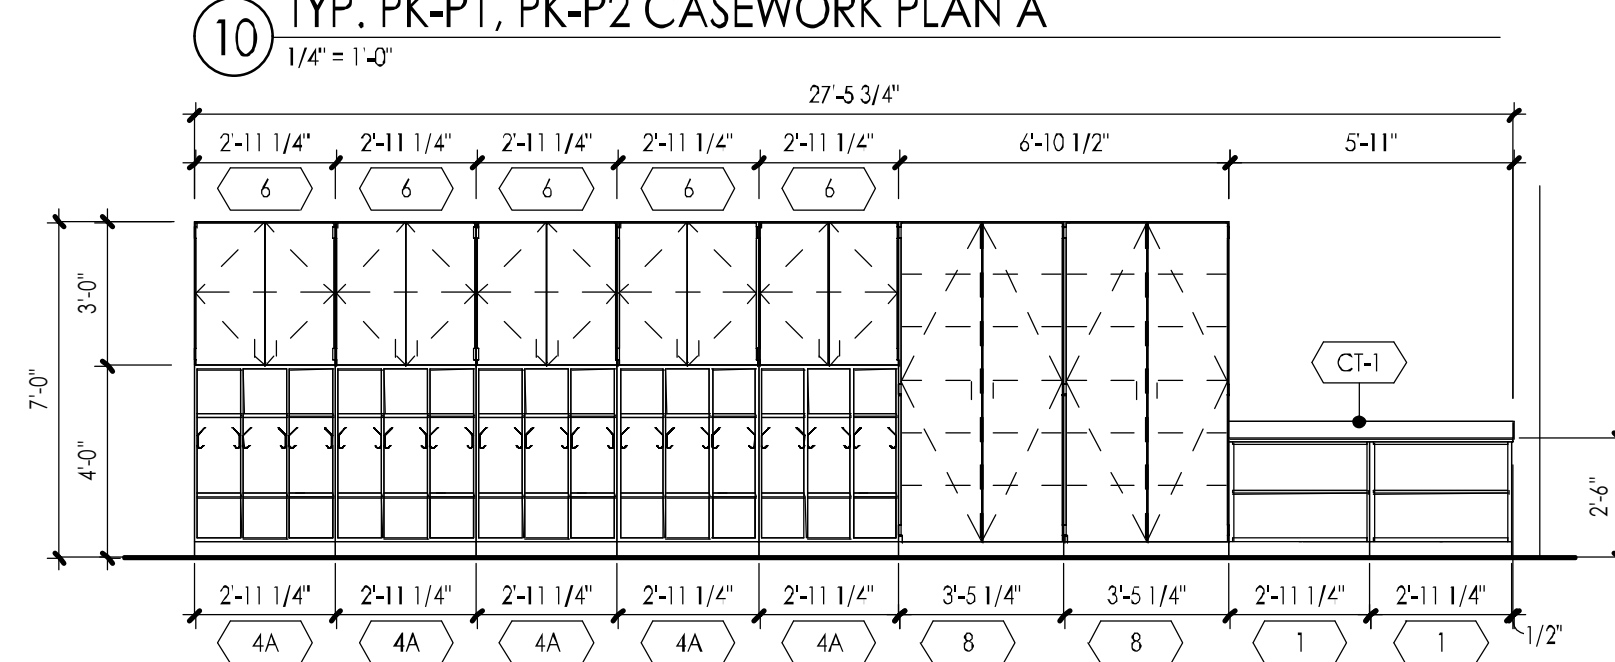 10 TYP. PK-P1, PK-P2 CASEWORK PLAN A
1/4" = 1'-0"
27'-5 3/4"
2'-11 1/4" 2'-11 1/4" 2'-11 1/4" 2'-11 1/4" 2'-11 1/4" 6'-10 1/2" 5'-11"
6 6 6 6 6
7'-0"
3'-0"
4'-0"
CT-1
2'-6"
2'-11 1/4" 2'-11 1/4" 2'-11 1/4" 2'-11 1/4" 2'-11 1/4" 3'-5 1/4" 3'-5 1/4" 2'-11 1/4" 2'-11 1/4"
4A 4A 4A 4A 4A 8 8 1 1 1/2"